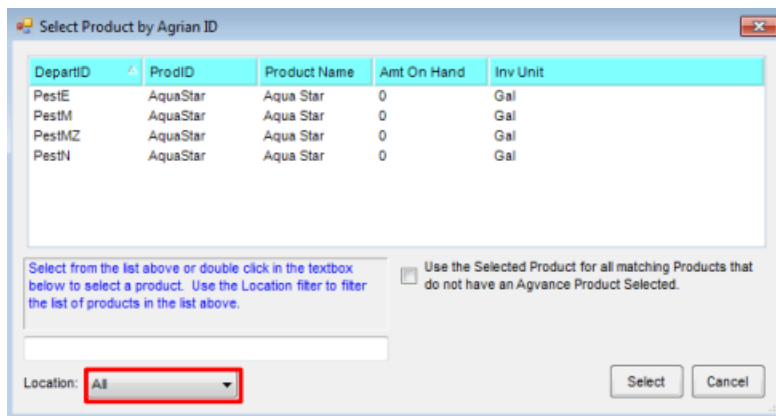 Select Product by Agrian ID
DepartID ProdID Product Name Amt On Hand Inv Unit
PestE AquaStar Aqua Star 0 Gal
PestM AquaStar Aqua Star 0 Gal
PestMZ AquaStar Aqua Star 0 Gal
PestN AquaStar Aqua Star 0 Gal
Select from the list above or double click in the textbox
below to select a product. Use the Location filter to filter
the list of products in the list above.
Use the Selected Product for all matching Products that
do not have an Agvance Product Selected.
Location: All
Select Cancel